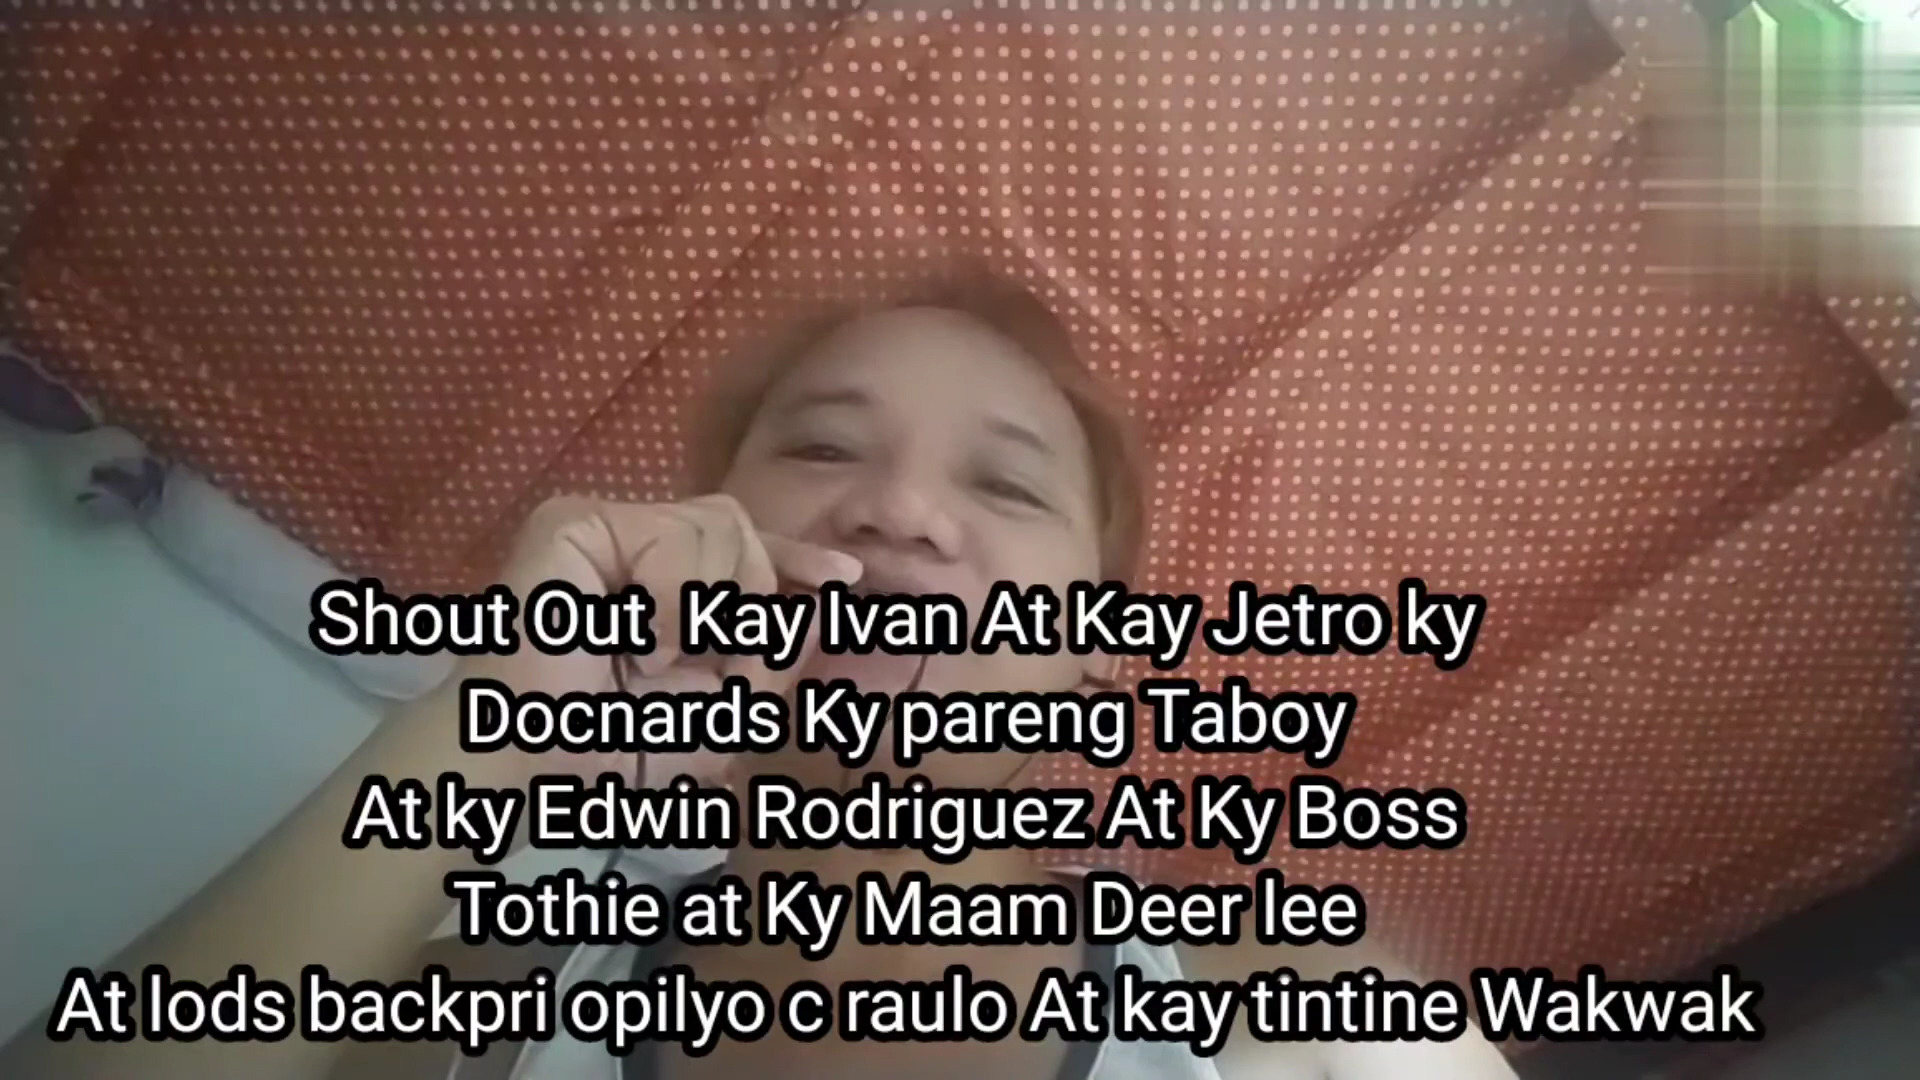 Shout Out  Kay Ivan At Kay Jetro ky
Docnards Ky pareng Taboy
At ky Edwin Rodriguez At Ky Boss
Tothie at Ky Maam Deer lee
At lods backpri opilyo c raulo At kay tintine Wakwak